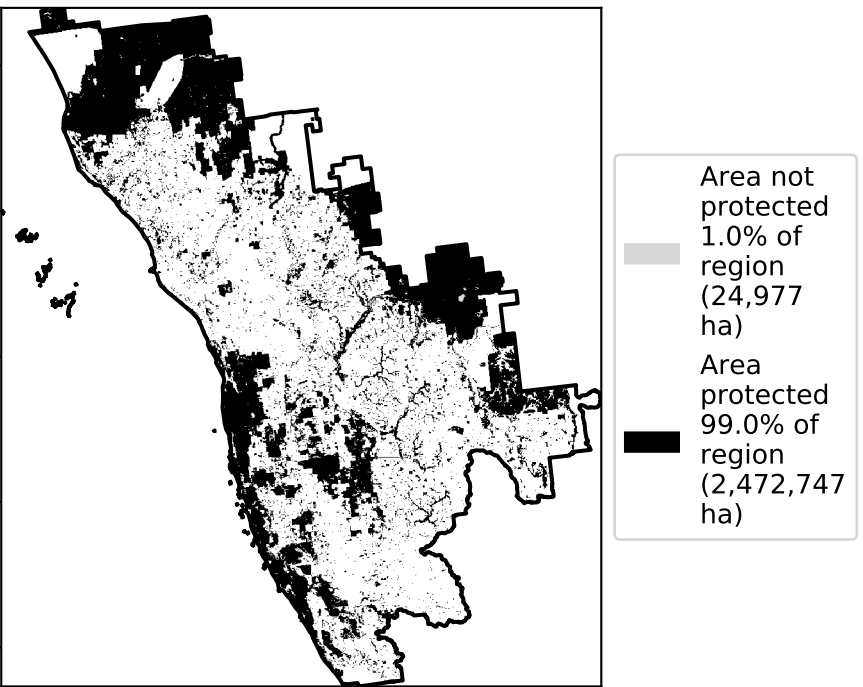 Area not
protected
1.0% of
region
(24,977
ha)
Area
protected
99.0% of
region
(2,472,747
ha)